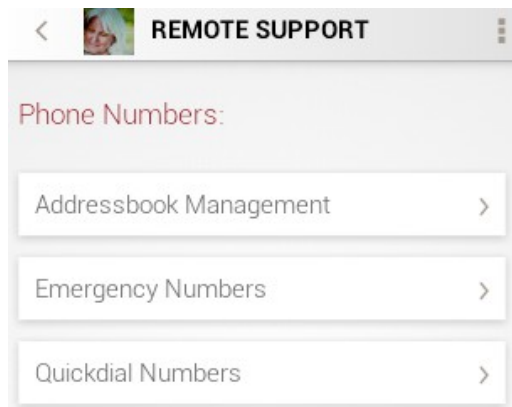 REMOTE SUPPORT
Phone Numbers:
Addressbook Management
Emergency Numbers
Quickdial Numbers